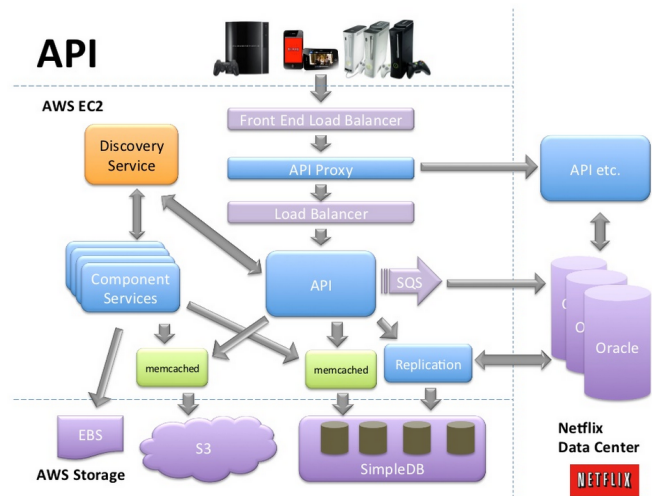 API
AWS EC2
Front End Load Balancer
Discovery
Service
API Proxy
API etc.
Load Balancer
Component
Services
API
SQS
Oracle
memcached
memcached
Replication
EBS
S3
SimpleDB
AWS Storage
Netflix
Data Center
NETFLIX